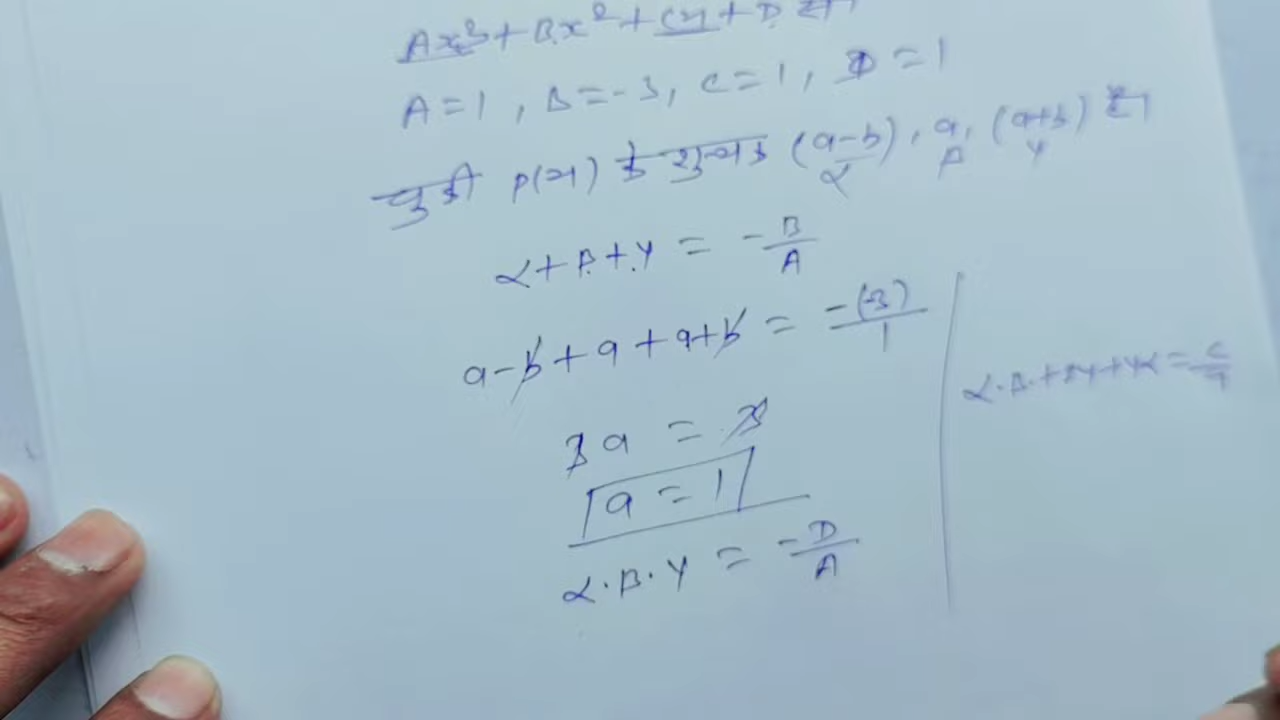 Ax³ + Bx² + Cx + D से
A = 1, B = -3, C = 1, D = 1
चूकी p(x) के शुन्यक (a-b), a, (a+b) है।
α β γ
α + β + γ = -B/A
a - b + a + a + b = -(-3)/1
3a = 3
a = 1
α · β · γ = -D/A
α · β + βγ + γα = C/A